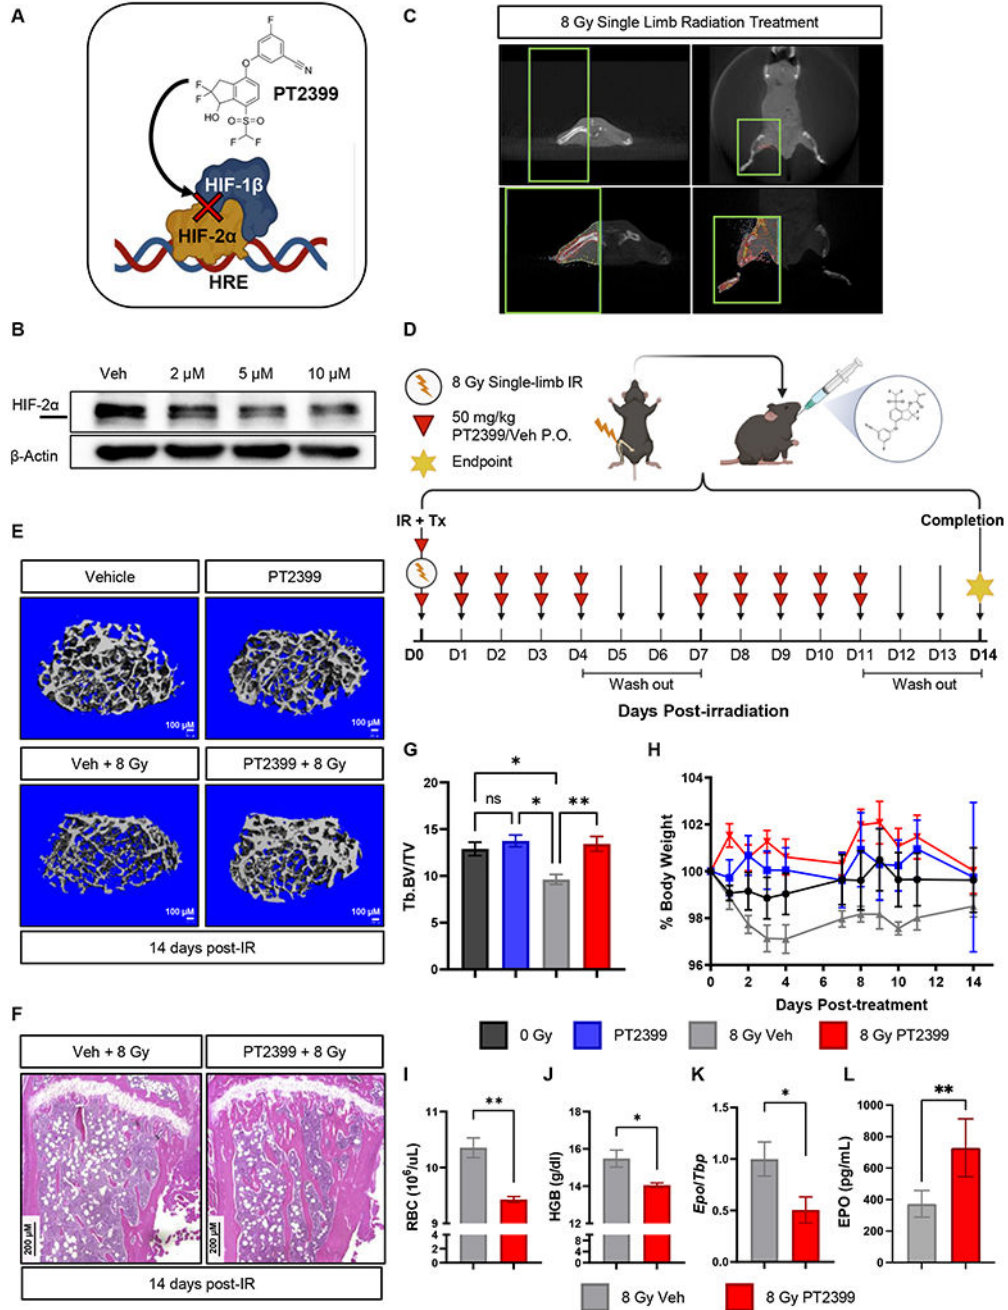 A
F
O
N
F
F
HO
O=S=O
F
F
PT2399
HIF-1β
HIF-2α
HRE
B
Veh
2 µM
5 µM
10 µM
HIF-2α
β-Actin
C
8 Gy Single Limb Radiation Treatment
D
8 Gy Single-limb IR
50 mg/kg
PT2399/Veh P.O.
Endpoint
IR + Tx
Completion
D0
D1
D2
D3
D4
D5
D6
D7
D8
D9
D10
D11
D12
D13
D14
Wash out
Wash out
Days Post-irradiation
E
Vehicle
PT2399
100 µM
100 µM
Veh + 8 Gy
PT2399 + 8 Gy
100 µM
100 µM
14 days post-IR
F
Veh + 8 Gy
PT2399 + 8 Gy
200 µM
200 µM
14 days post-IR
G
Tb.BV/TV
20
15
10
5
0
*
ns
*
**
H
% Body Weight
104
102
100
98
96
0
2
4
6
8
10
12
14
Days Post-treatment
0 Gy
PT2399
8 Gy Veh
8 Gy PT2399
I
RBC (10⁶/uL)
11
10
9
4
2
0
**
J
HGB (g/dl)
18
16
14
12
10
8
4
0
*
K
Epo/Tbp
1.5
1.0
0.5
0.0
*
L
EPO (pg/mL)
1000
800
600
400
200
0
**
8 Gy Veh
8 Gy PT2399